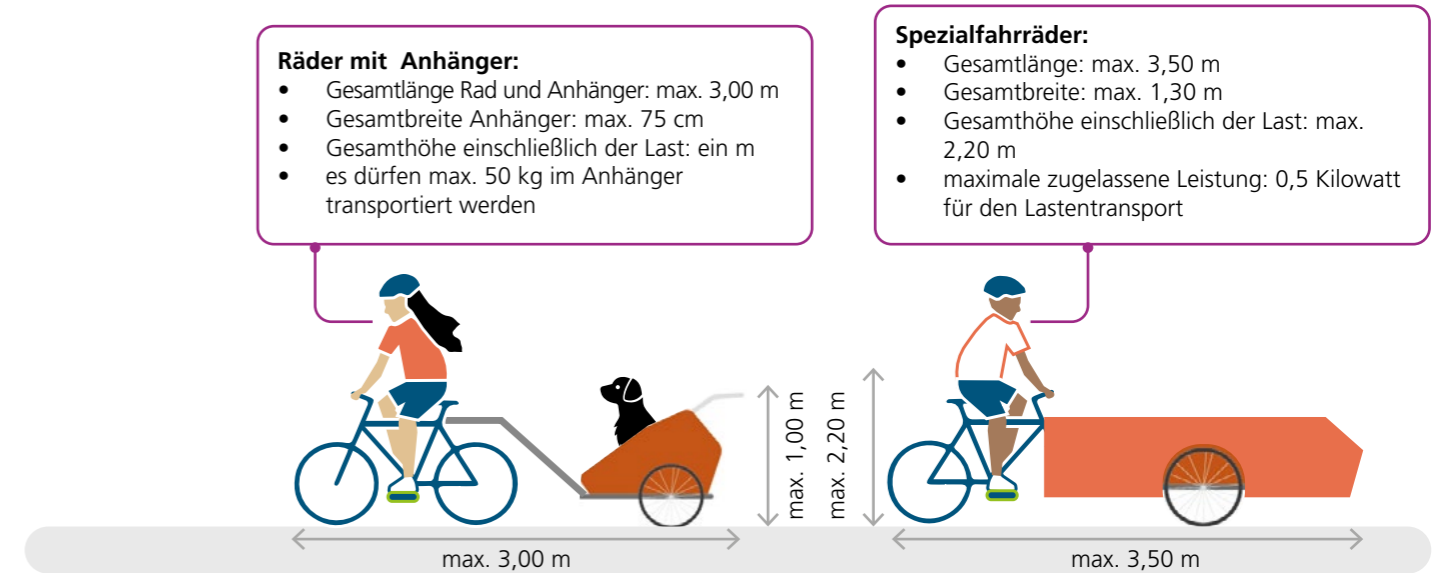 Räder mit Anhänger:
• Gesamtlänge Rad und Anhänger: max. 3,00 m
• Gesamtbreite Anhänger: max. 75 cm
• Gesamthöhe einschließlich der Last: ein m
• es dürfen max. 50 kg im Anhänger
transportiert werden
Spezialfahrräder:
• Gesamtlänge: max. 3,50 m
• Gesamtbreite: max. 1,30 m
• Gesamthöhe einschließlich der Last: max.
2,20 m
• maximale zugelassene Leistung: 0,5 Kilowatt
für den Lastentransport
max. 1,00 m
max. 2,20 m
max. 3,00 m
max. 3,50 m